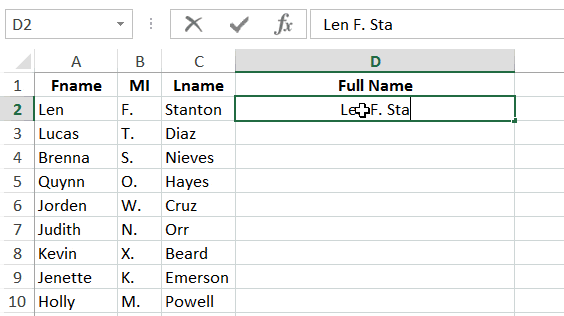 D2 fx Len F. Sta
A B C D
1 Fname MI Lname Full Name
2 Len F. Stanton Len F. Sta
3 Lucas T. Diaz
4 Brenna S. Nieves
5 Quynn O. Hayes
6 Jorden W. Cruz
7 Judith N. Orr
8 Kevin X. Beard
9 Jenette K. Emerson
10 Holly M. Powell